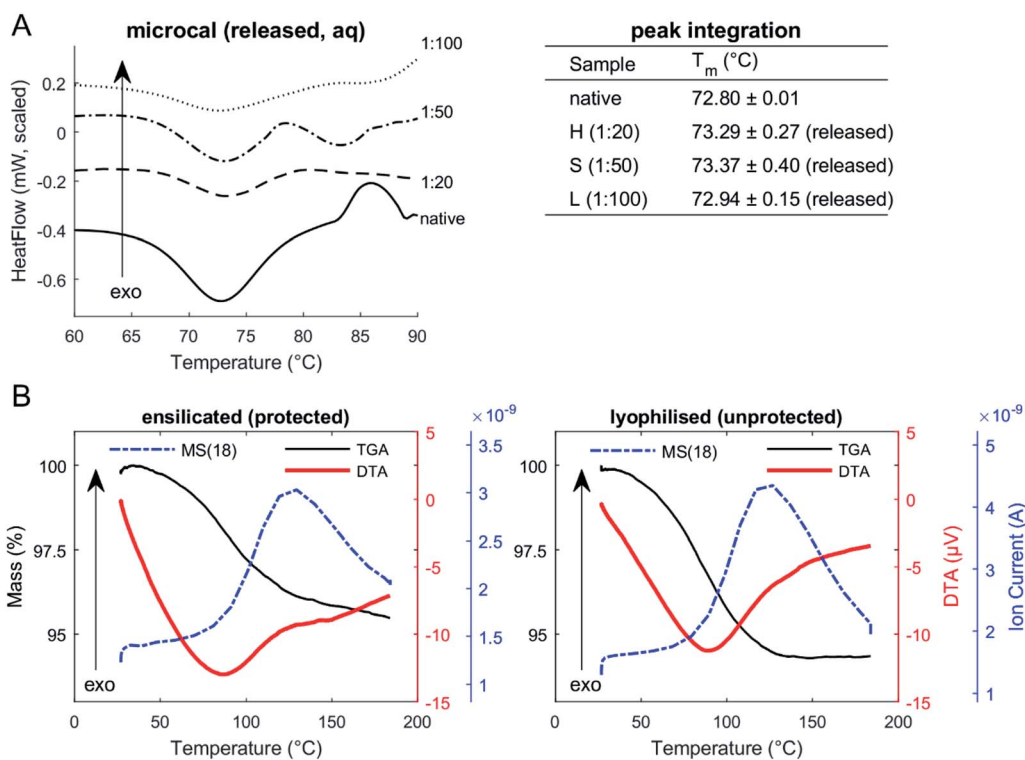 A
microcal (released, aq)
HeatFlow (mW, scaled)
0.2
0
-0.2
-0.4
-0.6
exo
1:100
1:50
1:20
native
60 65 70 75 80 85 90
Temperature (°C)
peak integration
Sample T_m (°C)
native 72.80 ± 0.01
H (1:20) 73.29 ± 0.27 (released)
S (1:50) 73.37 ± 0.40 (released)
L (1:100) 72.94 ± 0.15 (released)
B
ensilicated (protected)
×10⁻⁹
MS(18) TGA
DTA
Mass (%)
100
97.5
95
exo
5
0
-5
-10
-15
3.5
3
2.5
2
1.5
1
0 50 100 150 200
Temperature (°C)
lyophilised (unprotected)
×10⁻⁹
MS(18) TGA
DTA
100
97.5
95
exo
5
0
-5
-10
-15
DTA (µV)
5
4
3
2
1
Ion Current (A)
0 50 100 150 200
Temperature (°C)